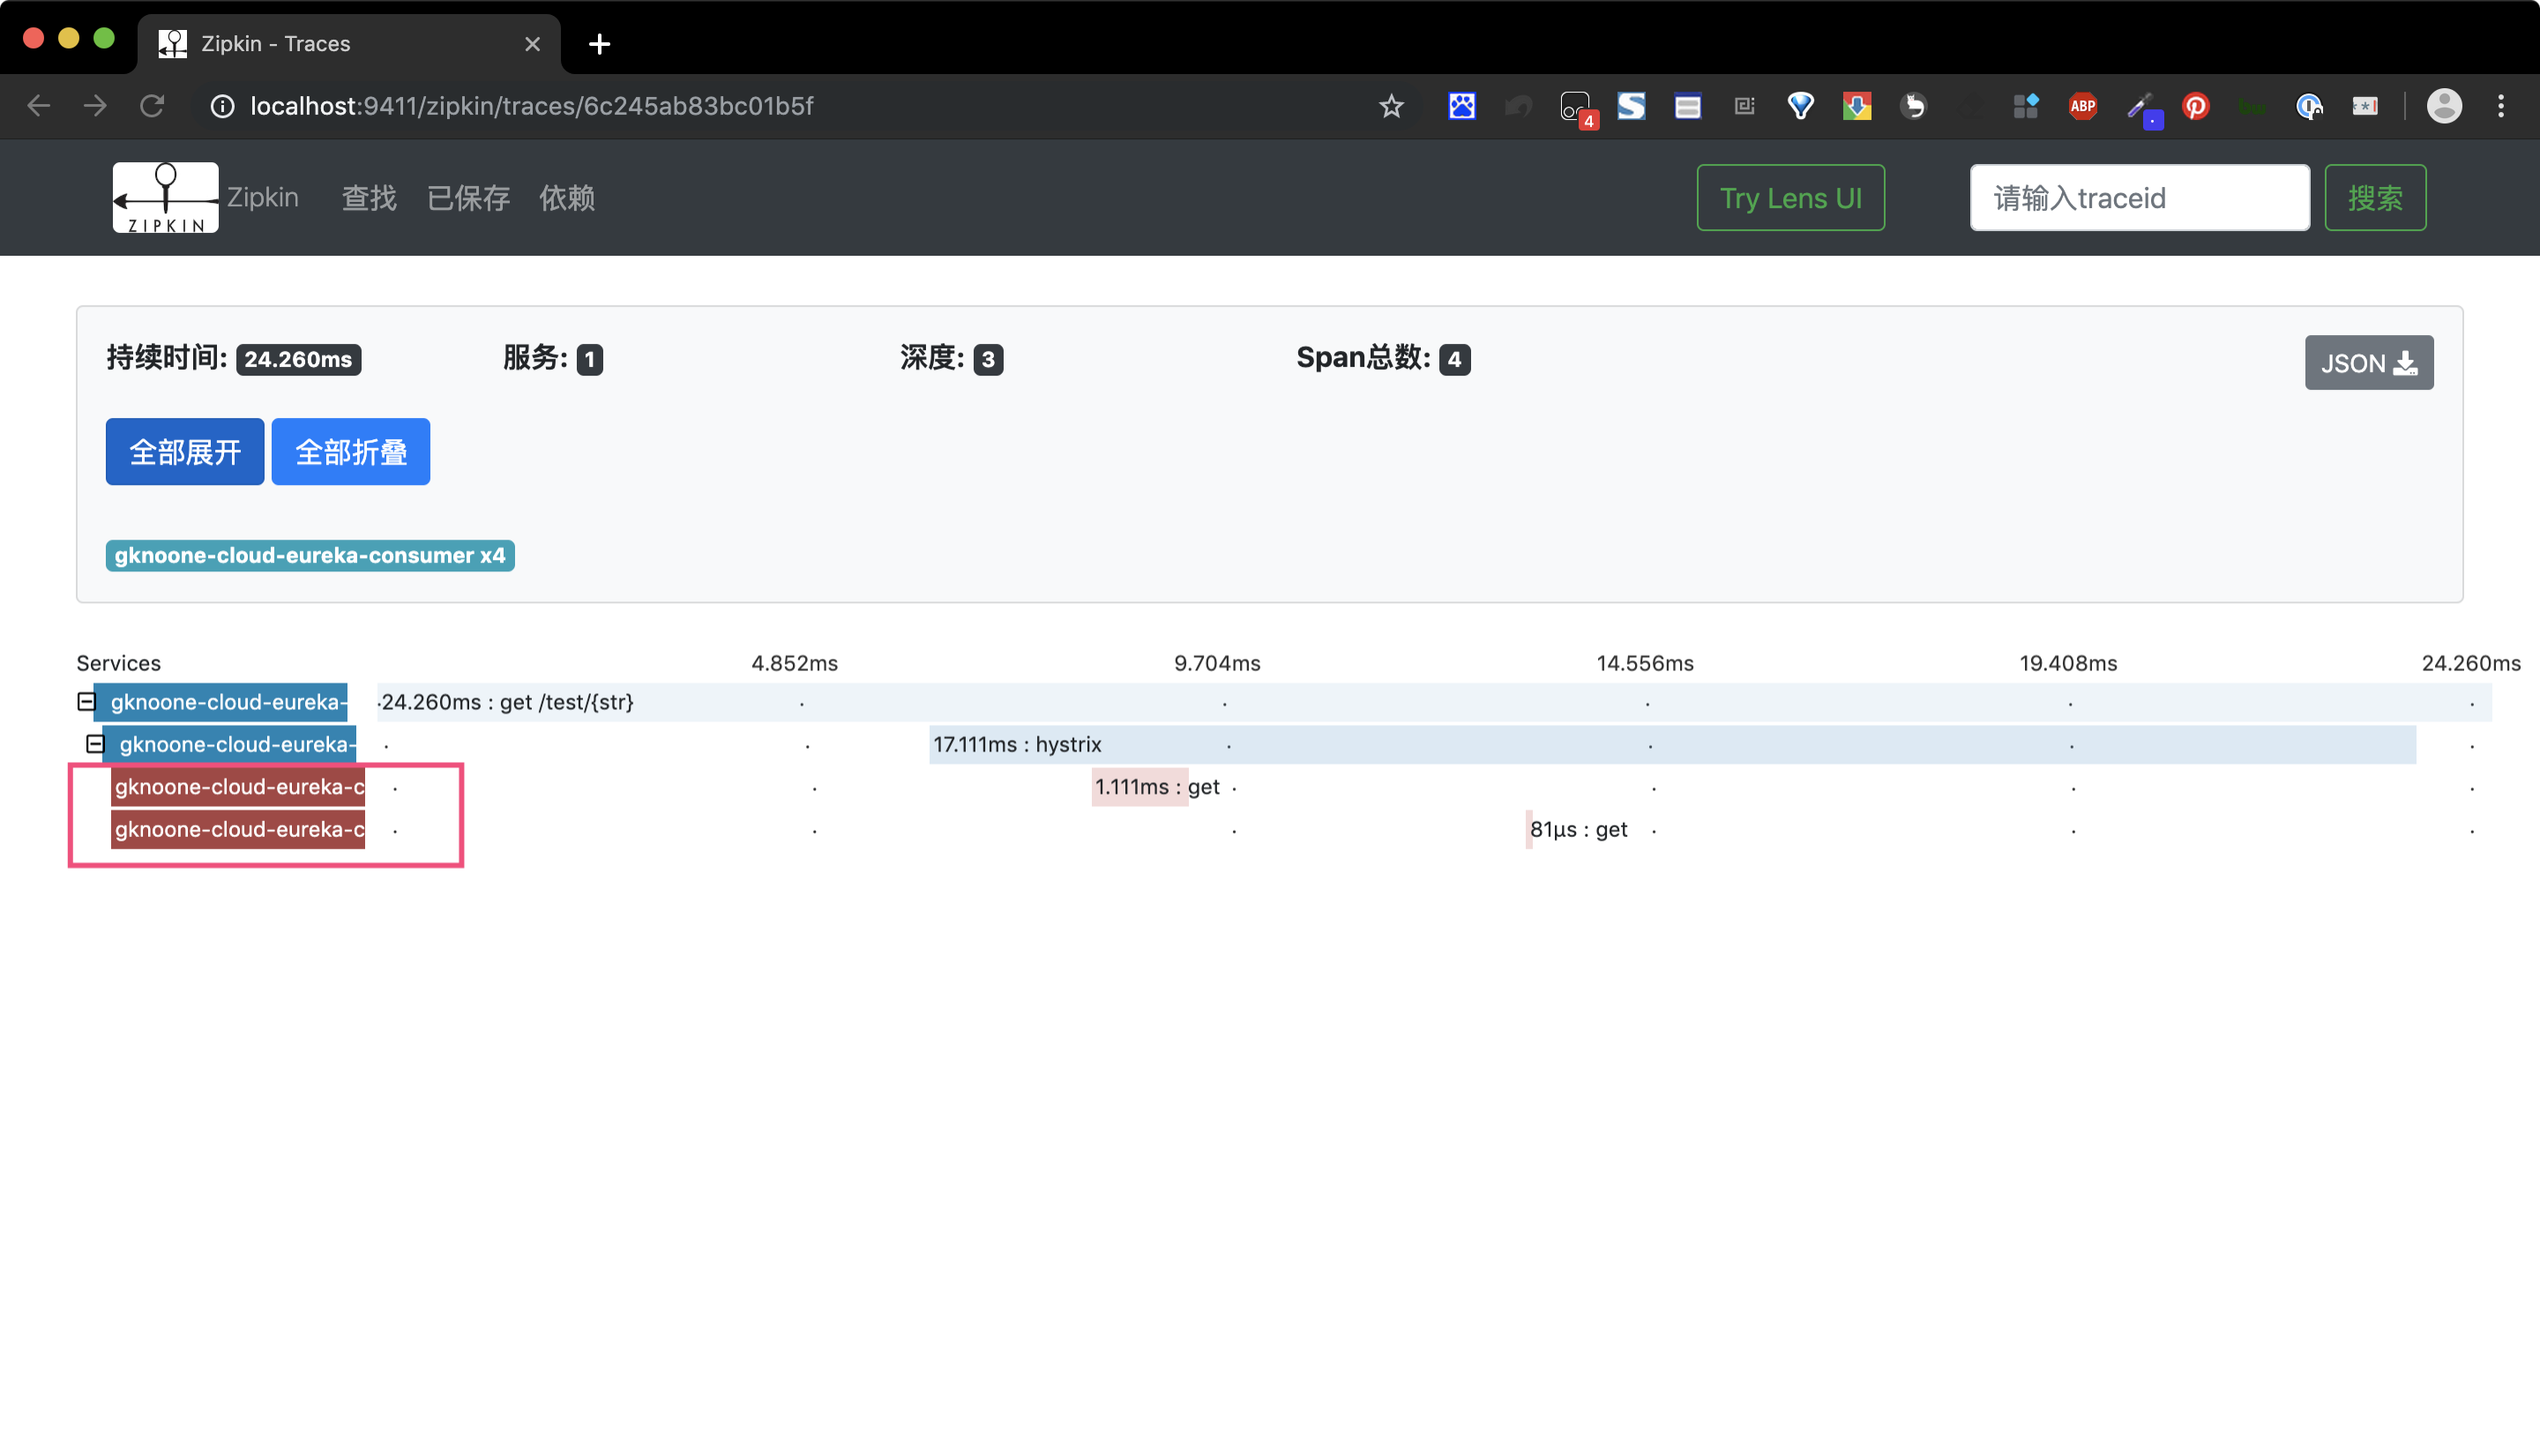 Zipkin - Traces
localhost:9411/zipkin/traces/6c245ab83bc01b5f
4
ABP
ZIPKIN
Zipkin 查找 已保存 依赖 Try Lens UI 请输入traceid 搜索
持续时间: 24.260ms 服务: 1 深度: 3 Span总数: 4 JSON
全部展开 全部折叠
gknoone-cloud-eureka-consumer x4
Services 4.852ms 9.704ms 14.556ms 19.408ms 24.260ms
gknoone-cloud-eureka- 24.260ms : get /test/{str}
gknoone-cloud-eureka- 17.111ms : hystrix
gknoone-cloud-eureka-c 1.111ms : get
gknoone-cloud-eureka-c 81μs : get